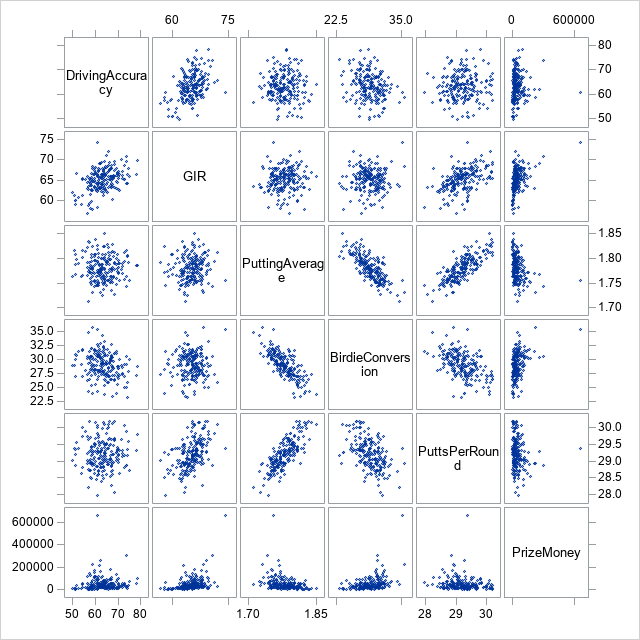 60 75 22.5 35.0 0 600000
DrivingAccura
cy
80
70
60
50
75
70
65
60
GIR
PuttingAverag
e
1.85
1.80
1.75
1.70
35.0
32.5
30.0
27.5
25.0
22.5
BirdieConvers
ion
PuttsPerRoun
d
30.0
29.5
29.0
28.5
28.0
600000
400000
200000
0
PrizeMoney
50 60 70 80 1.70 1.85 28 29 30